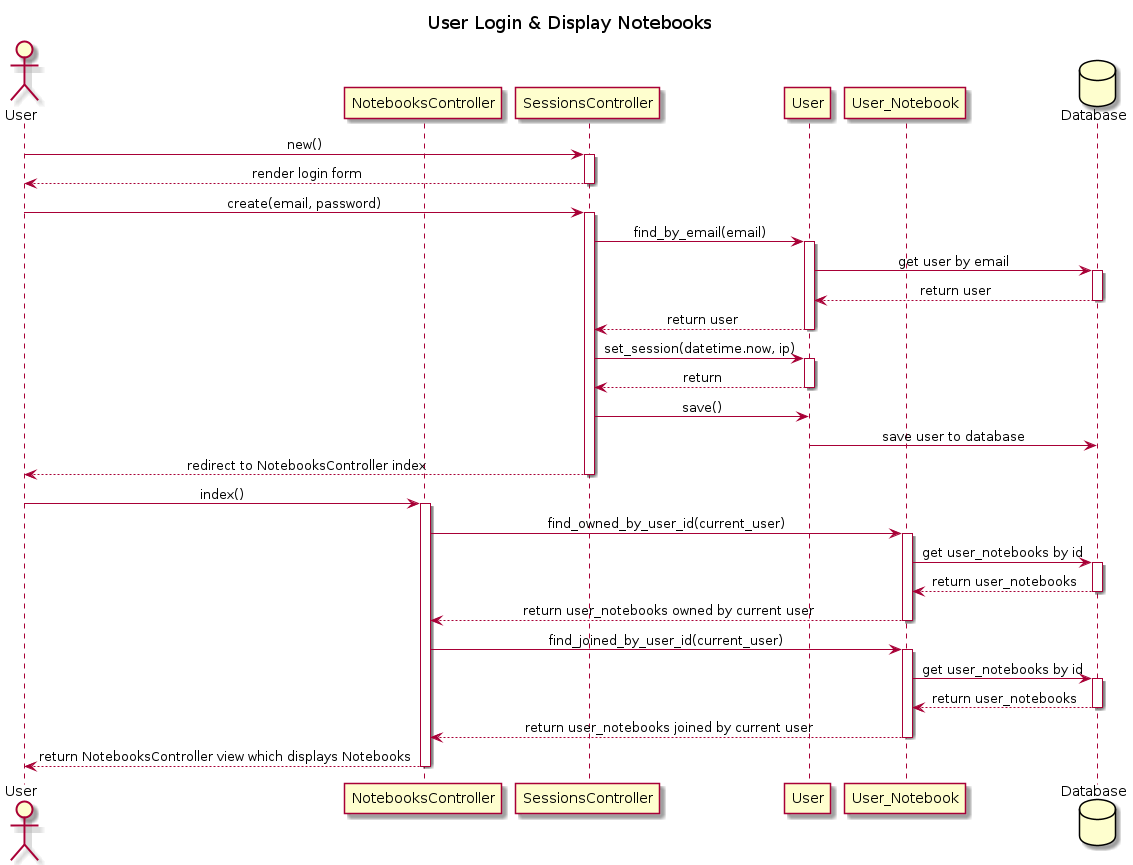 User Login & Display Notebooks
User
NotebooksController
SessionsController
User
User_Notebook
Database
new()
render login form
create(email, password)
find_by_email(email)
get user by email
return user
return user
set_session(datetime.now, ip)
return
save()
save user to database
redirect to NotebooksController index
index()
find_owned_by_user_id(current_user)
get user_notebooks by id
return user_notebooks
return user_notebooks owned by current user
find_joined_by_user_id(current_user)
get user_notebooks by id
return user_notebooks
return user_notebooks joined by current user
return NotebooksController view which displays Notebooks
User
NotebooksController
SessionsController
User
User_Notebook
Database